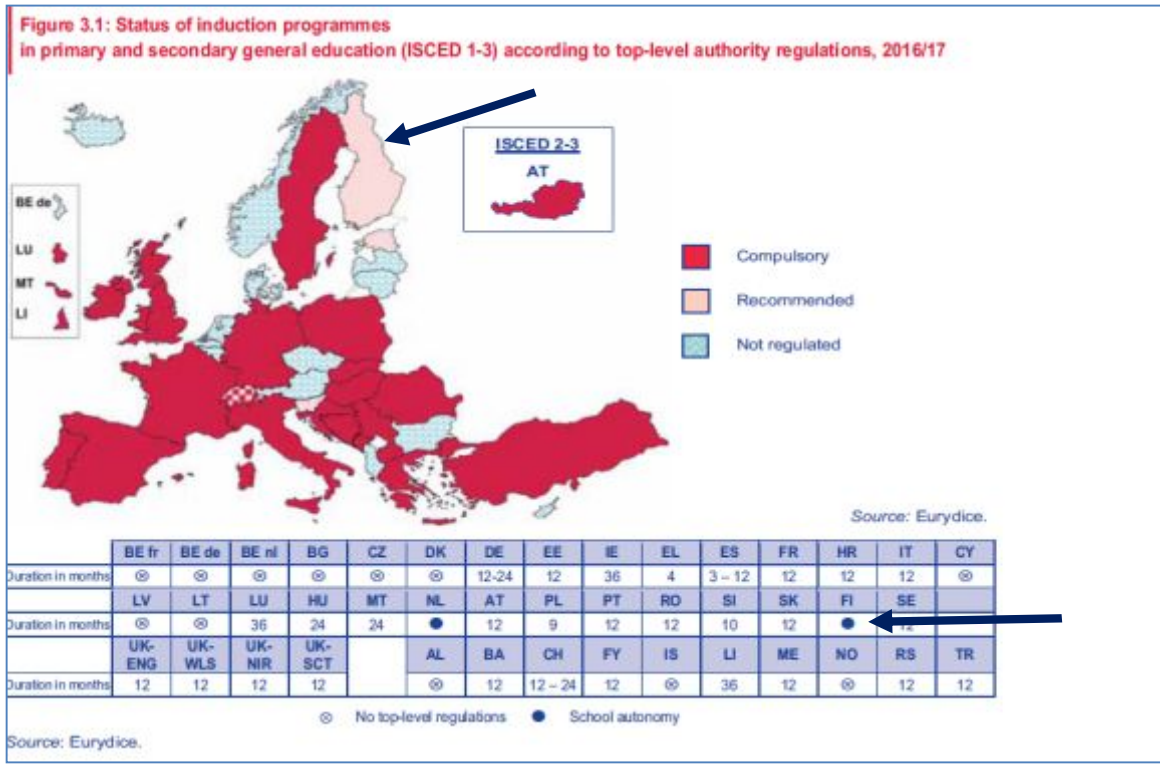 Figure 3.1: Status of induction programmes
in primary and secondary general education (ISCED 1-3) according to top-level authority regulations, 2016/17
ISCED 2-3
AT
BE de
LU
MT
LI
Compulsory
Recommended
Not regulated
Source: Eurydice.
BE fr BE de BE nl BG CZ DK DE EE IE EL ES FR HR IT CY
Duration in months ⊗ ⊗ ⊗ ⊗ ⊗ ⊗ 12-24 12 36 4 3 – 12 12 12 12 ⊗
LV LT LU HU MT NL AT PL PT RO SI SK FI SE
Duration in months ⊗ ⊗ 36 24 24 ● 12 9 12 12 10 12 ● 12
UK-ENG UK-WLS UK-NIR UK-SCT AL BA CH FY IS LI ME NO RS TR
Duration in months 12 12 12 12 ⊗ 12 12 – 24 12 ⊗ 36 12 ⊗ 12 12
⊗ No top-level regulations ● School autonomy
Source: Eurydice.